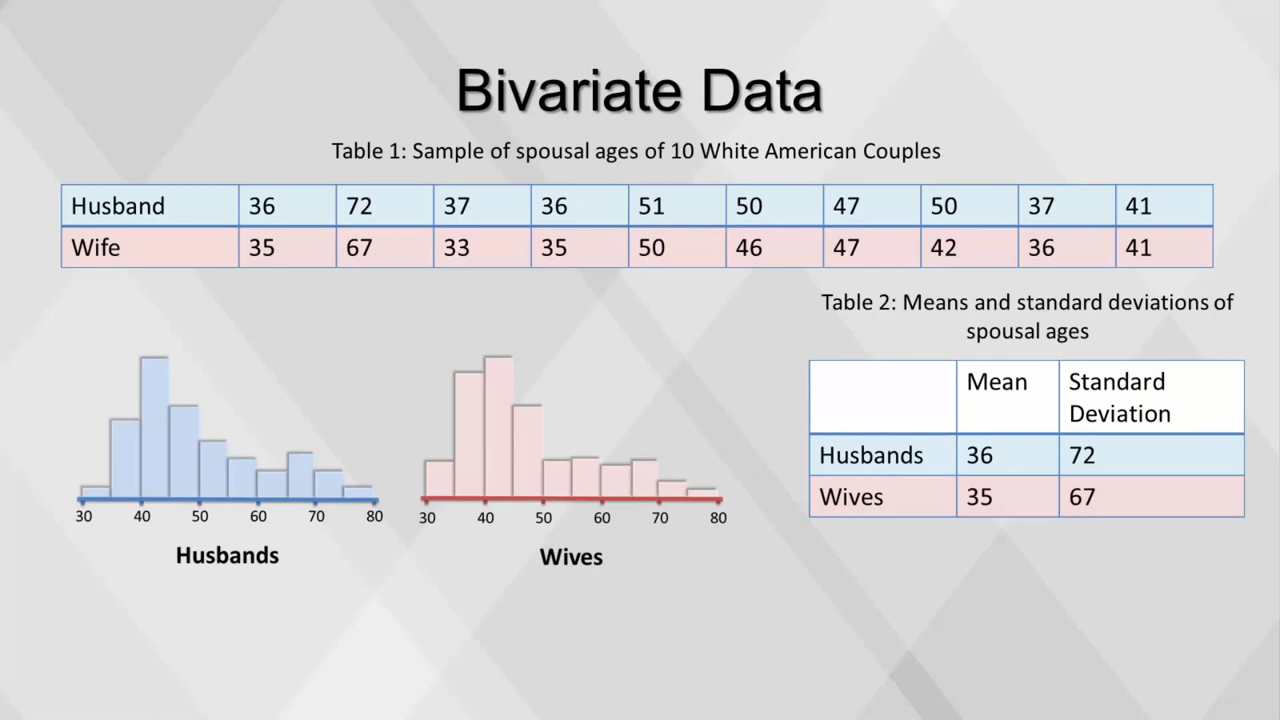 Bivariate Data
Table 1: Sample of spousal ages of 10 White American Couples
Husband 36 72 37 36 51 50 47 50 37 41
Wife 35 67 33 35 50 46 47 42 36 41
Table 2: Means and standard deviations of
spousal ages
Mean Standard
Deviation
Husbands 36 72
Wives 35 67
30 40 50 60 70 80
Husbands
30 40 50 60 70 80
Wives